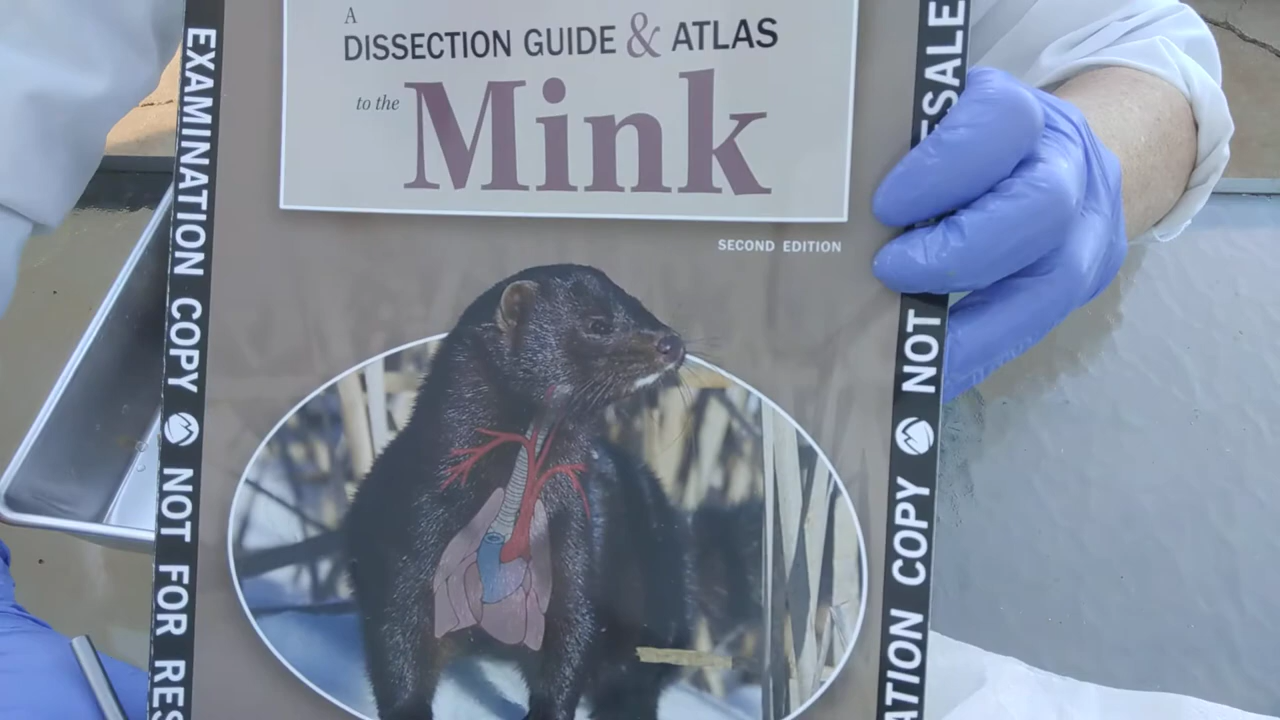 A
DISSECTION GUIDE & ATLAS
to the
Mink
SECOND EDITION
EXAMINATION COPY NOT FOR RES
ATION COPY NOT
ESALE